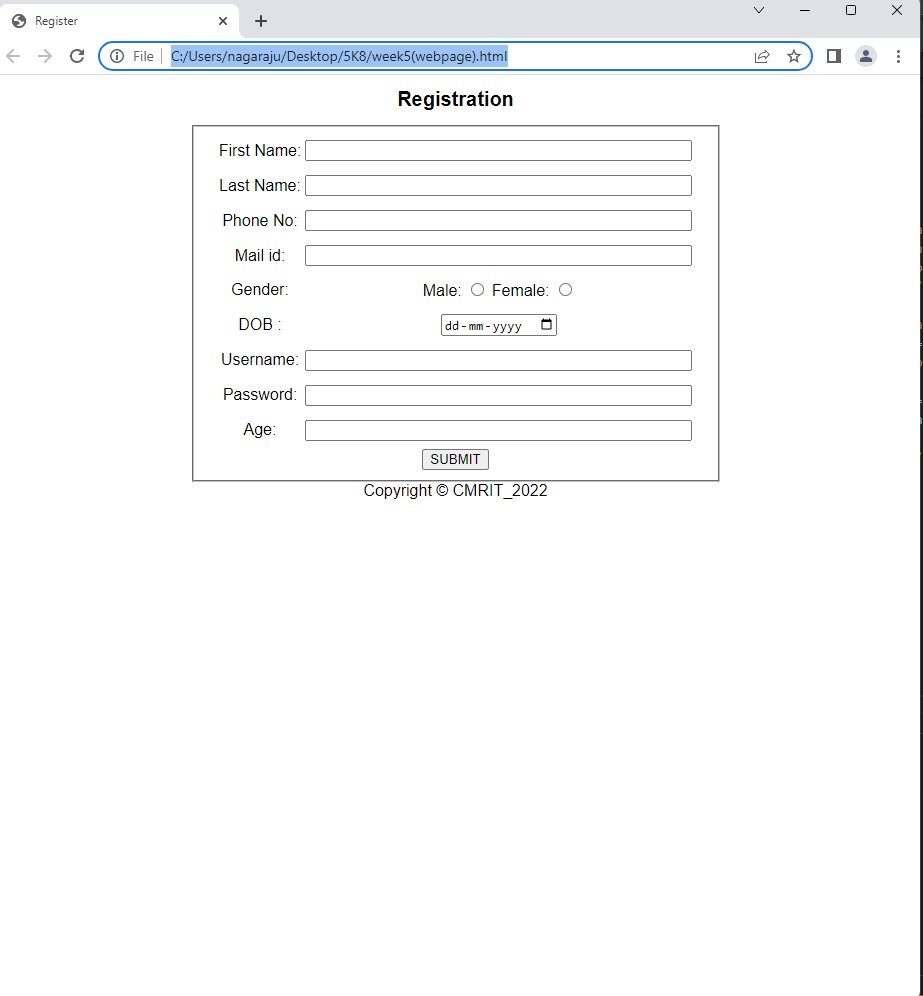 Register
File C:/Users/nagaraju/Desktop/5K8/week5(webpage).html
Registration
First Name:
Last Name:
Phone No:
Mail id:
Gender: Male: Female:
DOB : dd-mm-yyyy
Username:
Password:
Age:
SUBMIT
Copyright © CMRIT_2022